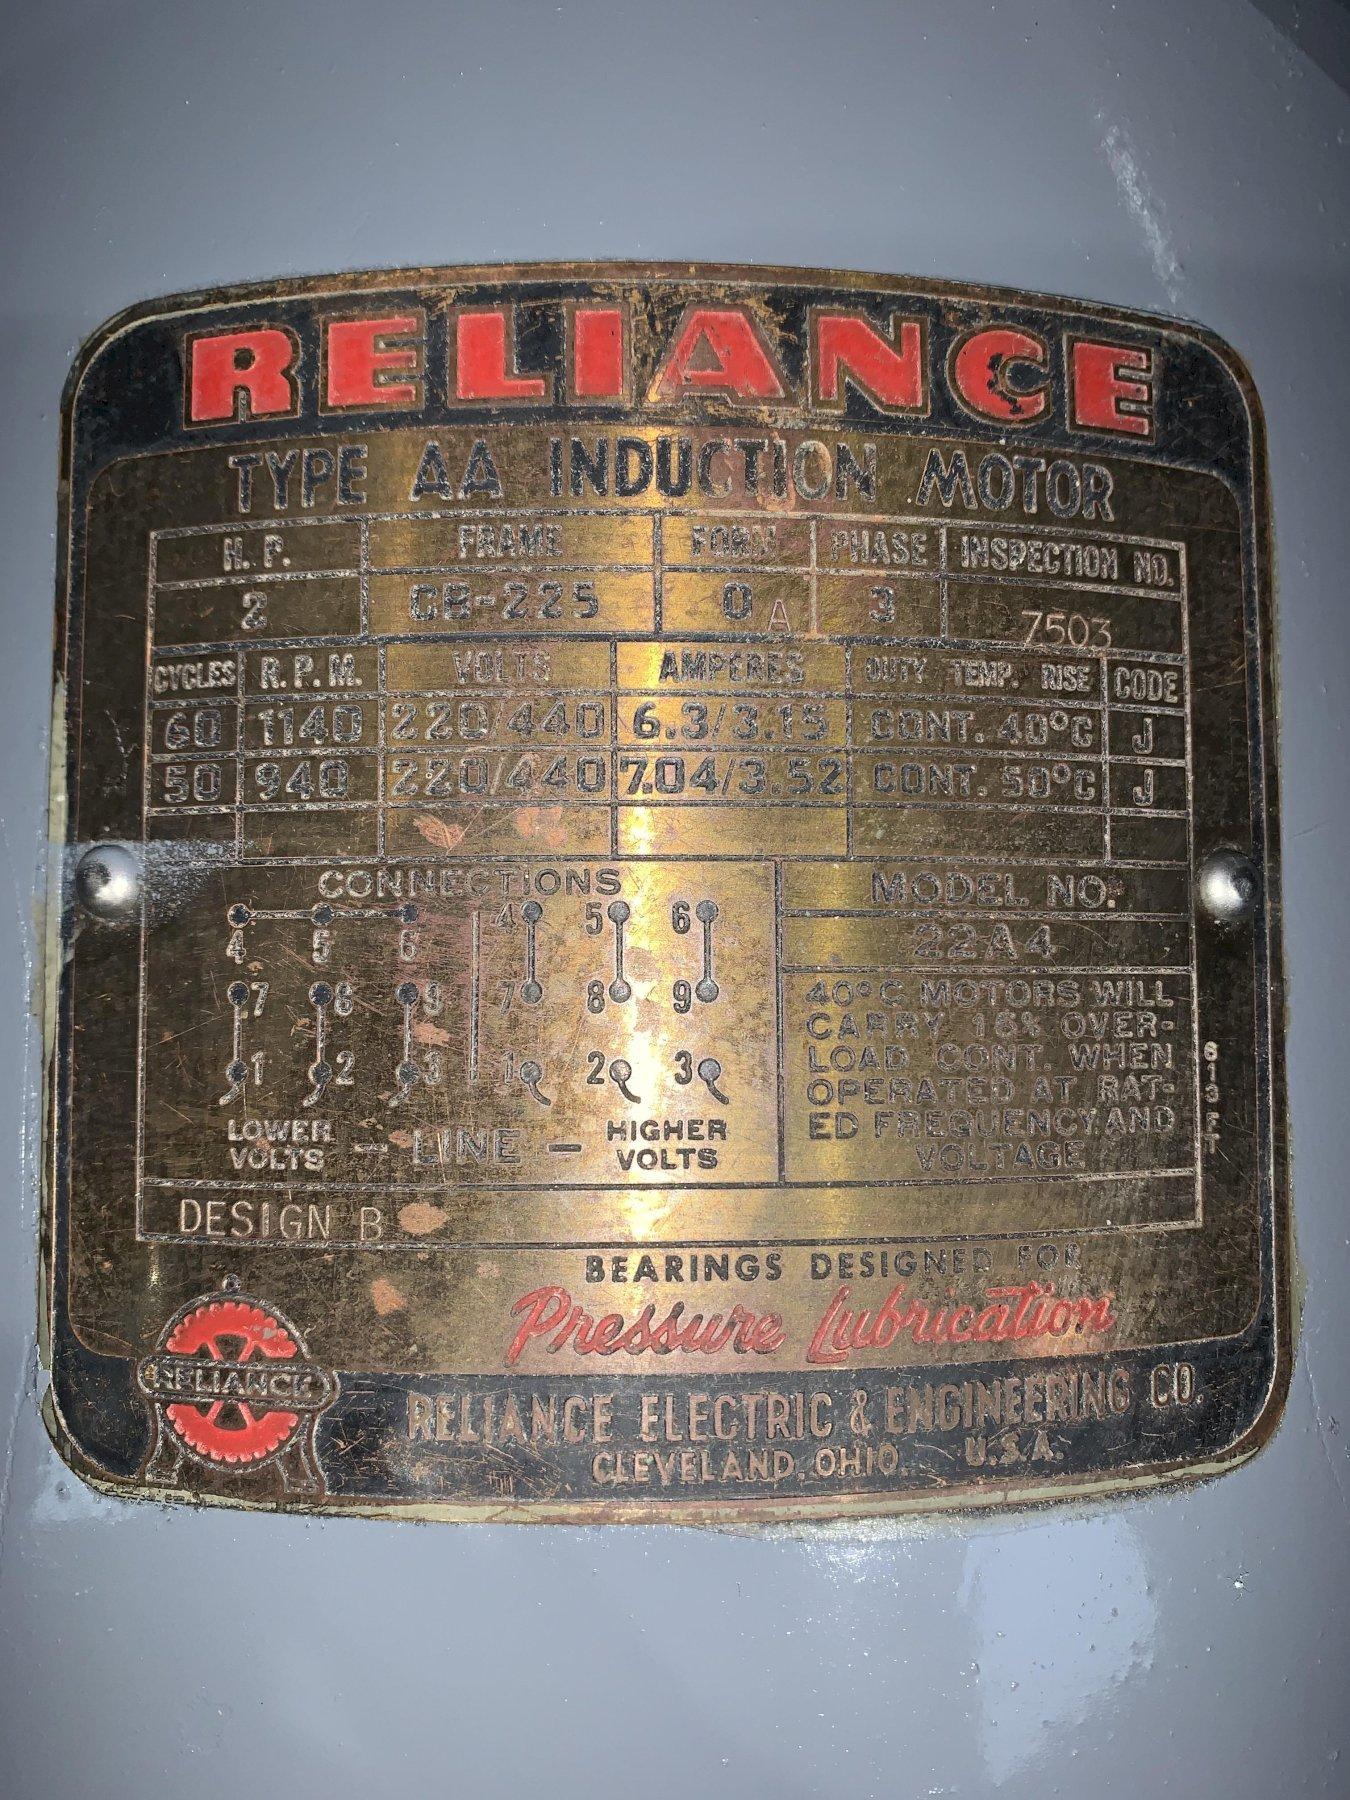 RELIANCE
TYPE AA INDUCTION MOTOR
H. P. FRAME FORM PHASE INSPECTION NO.
2 CB-225 O A 3 7503
CYCLES R. P. M. VOLTS AMPERES DUTY TEMP. RISE CODE
60 1140 220/440 6.3/3.15 CONT. 40°C J
50 940 220/440 7.04/3.52 CONT. 50°C J
CONNECTIONS
4 5 6 4 5 6
7 8 9 7 8 9
1 2 3 1 2 3
LOWER VOLTS - LINE - HIGHER VOLTS
MODEL NO.
22A4
40°C MOTORS WILL
CARRY 15% OVER-
LOAD CONT. WHEN
OPERATED AT RAT-
ED FREQUENCY AND
VOLTAGE
613 ET
DESIGN B
BEARINGS DESIGNED FOR
Pressure Lubrication
RELIANCE
RELIANCE ELECTRIC & ENGINEERING CO.
CLEVELAND, OHIO. U.S.A.